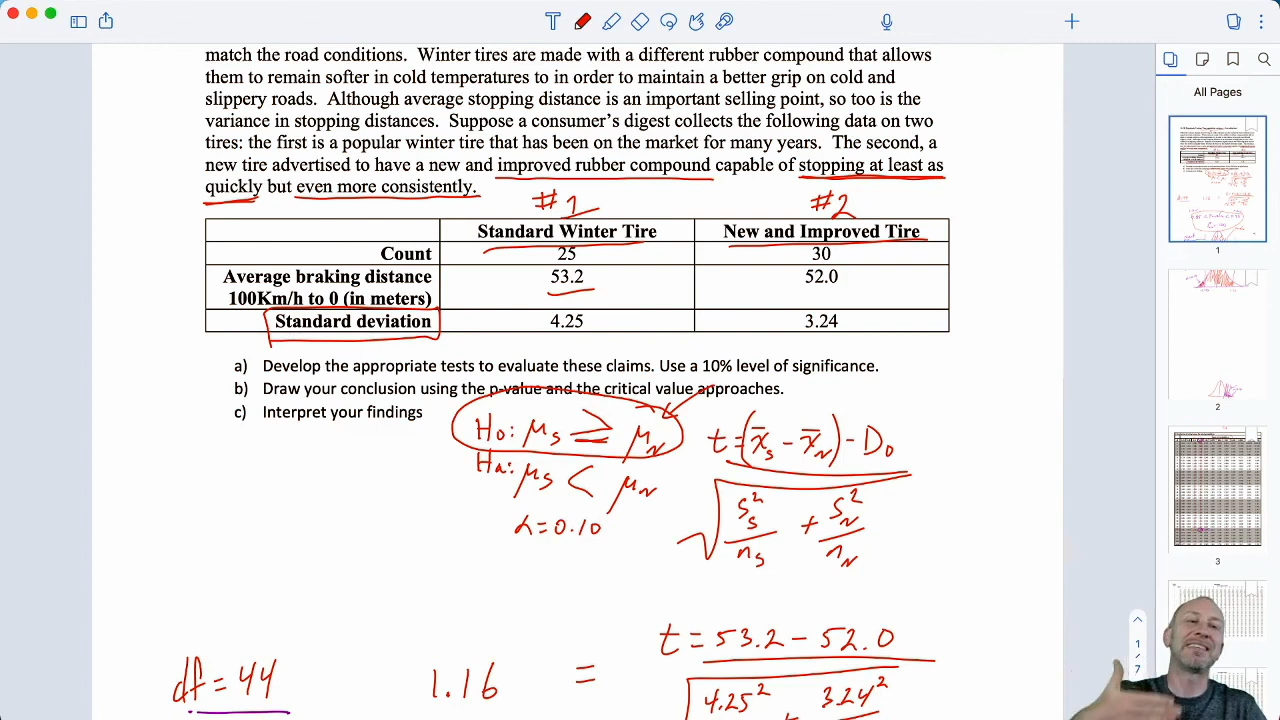 All Pages
match the road conditions. Winter tires are made with a different rubber compound that allows
them to remain softer in cold temperatures to in order to maintain a better grip on cold and
slippery roads. Although average stopping distance is an important selling point, so too is the
variance in stopping distances. Suppose a consumer's digest collects the following data on two
tires: the first is a popular winter tire that has been on the market for many years. The second, a
new tire advertised to have a new and improved rubber compound capable of stopping at least as
quickly but even more consistently.
#1 #2
Standard Winter Tire New and Improved Tire
Count 25 30
Average braking distance 53.2 52.0
100Km/h to 0 (in meters)
Standard deviation 4.25 3.24
a) Develop the appropriate tests to evaluate these claims. Use a 10% level of significance.
b) Draw your conclusion using the p-value and the critical value approaches.
c) Interpret your findings
H₀: μₛ ≥ μ_N
Hₐ: μₛ < μ_N
α = 0.10
t = (x̄ₛ - x̄_N) - D₀
√ Sₛ²/nₛ + S_N²/n_N
t = 53.2 - 52.0
df = 44 1.16 =
4.25² 3.24²
1
2
3
1
/
7